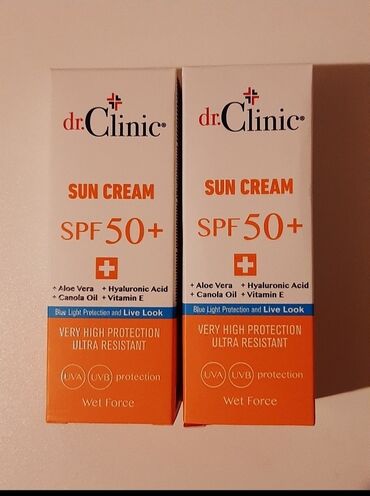 dr.Clinic®
SUN CREAM
SPF 50+
+ Aloe Vera + Hyaluronic Acid
+ Canola Oil + Vitamin E
Blue Light Protection and Live Look
VERY HIGH PROTECTION
ULTRA RESISTANT
UVA UVB protection
Wet Force
dr.Clinic®
SUN CREAM
SPF 50+
+ Aloe Vera + Hyaluronic Acid
+ Canola Oil + Vitamin E
Blue Light Protection and Live Look
VERY HIGH PROTECTION
ULTRA RESISTANT
UVA UVB protection
Wet Force